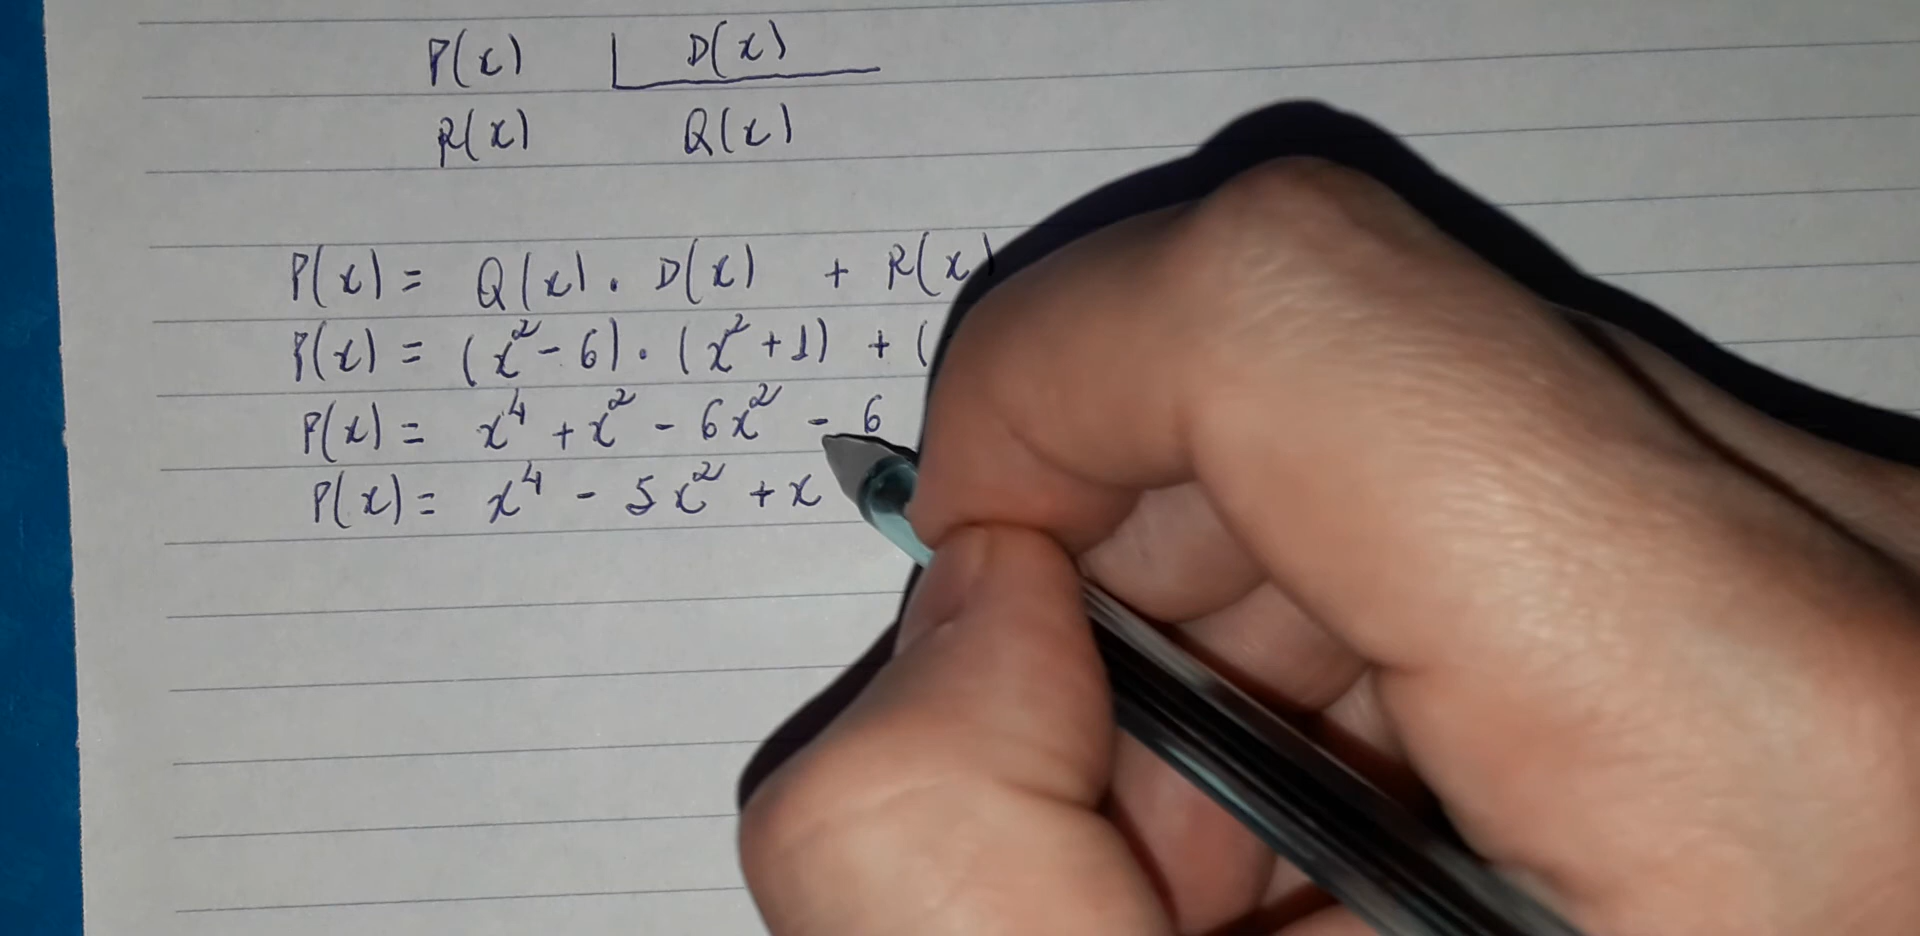 P(x) D(x)
R(x) Q(x)
P(x) = Q(x) . D(x) + R(x)
P(x) = (x² - 6) . (x² + 1) + (
P(x) = x⁴ + x² - 6x² - 6
P(x) = x⁴ - 5x² + x